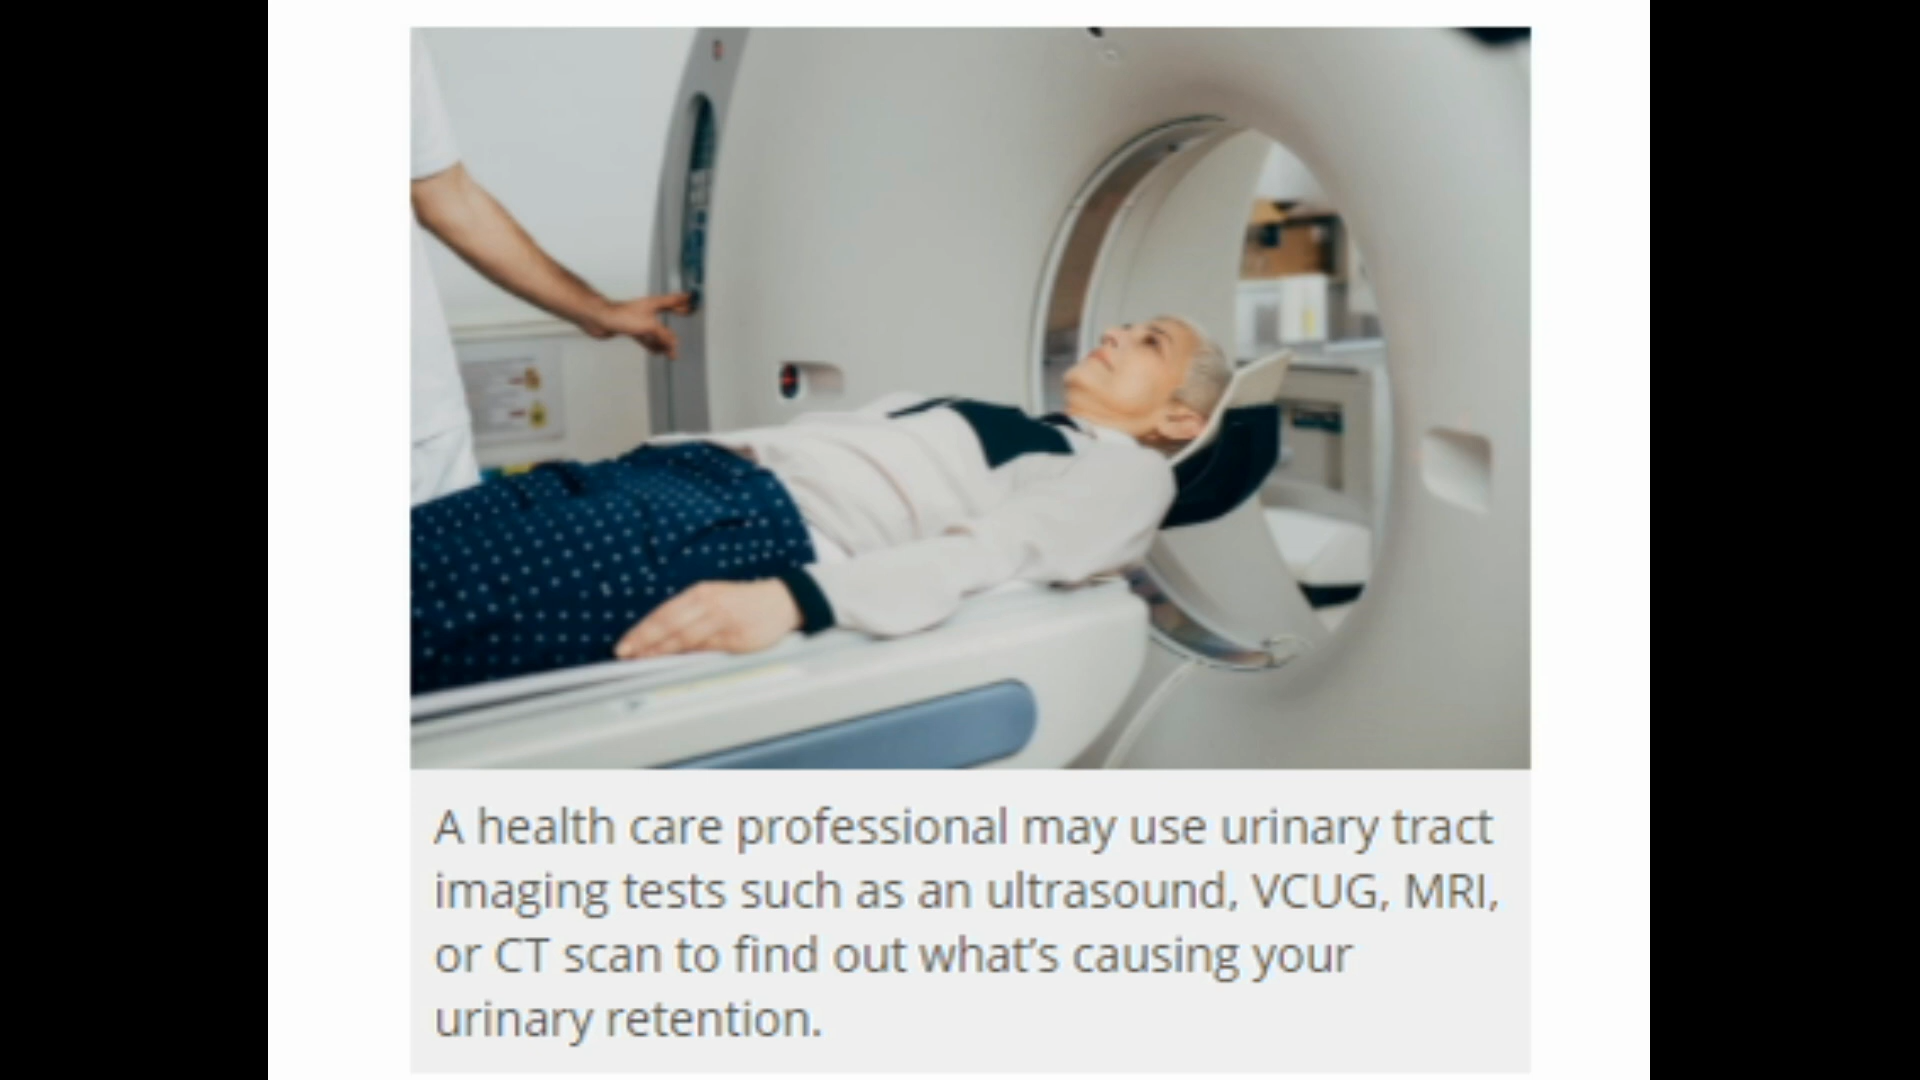 A health care professional may use urinary tract
imaging tests such as an ultrasound, VCUG, MRI,
or CT scan to find out what's causing your
urinary retention.